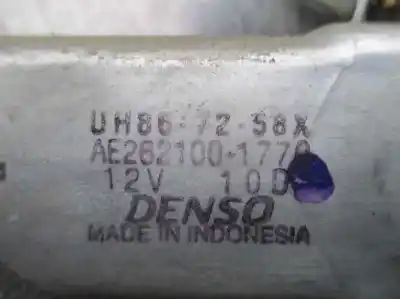 UH86-72-58X
AE262100-1770
12V 10D
DENSO
MADE IN INDONESIA